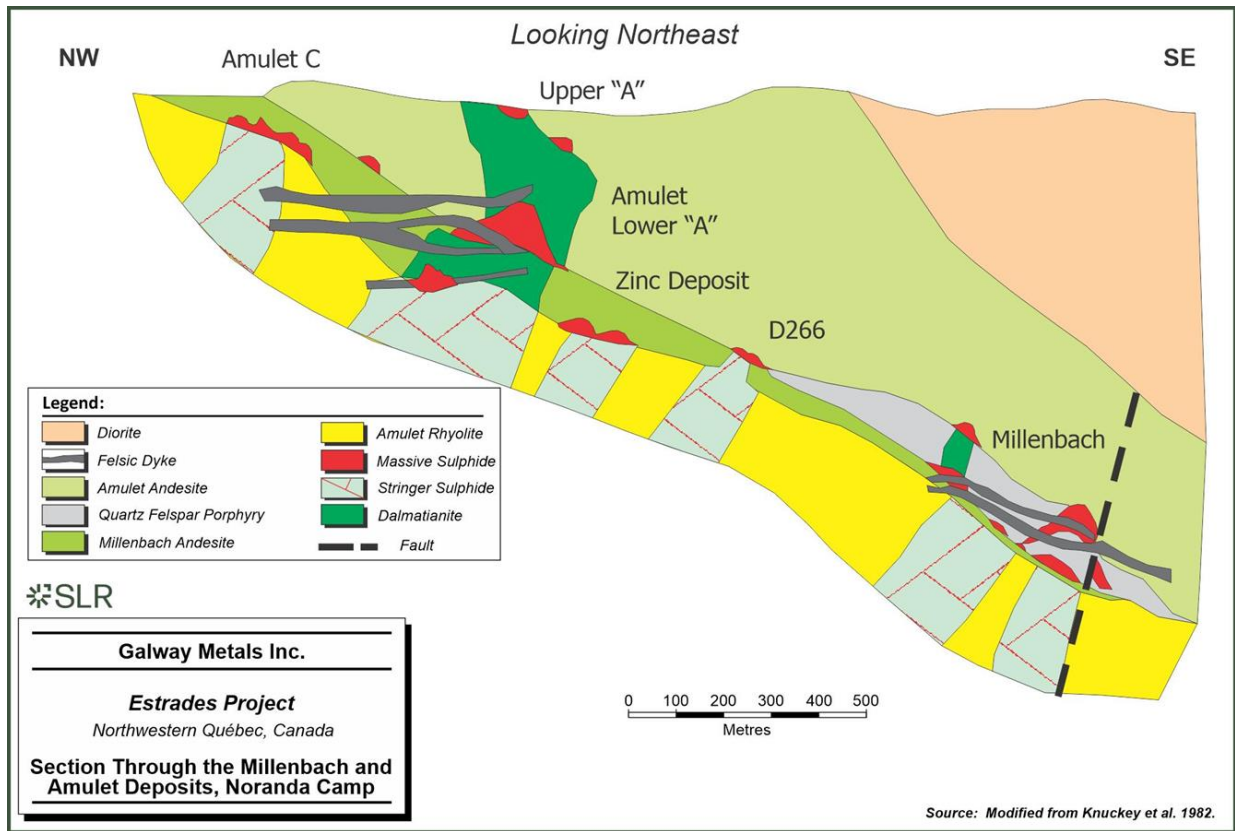 Looking Northeast
NW
SE
Amulet C
Upper “A”
Amulet
Lower “A”
Zinc Deposit
D266
Millenbach
Legend:
Diorite
Felsic Dyke
Amulet Andesite
Quartz Felspar Porphyry
Millenbach Andesite
Amulet Rhyolite
Massive Sulphide
Stringer Sulphide
Dalmatianite
Fault
SLR
Galway Metals Inc.
Estrades Project
Northwestern Québec, Canada
Section Through the Millenbach and
Amulet Deposits, Noranda Camp
0 100 200 300 400 500
Metres
Source: Modified from Knuckey et al. 1982.